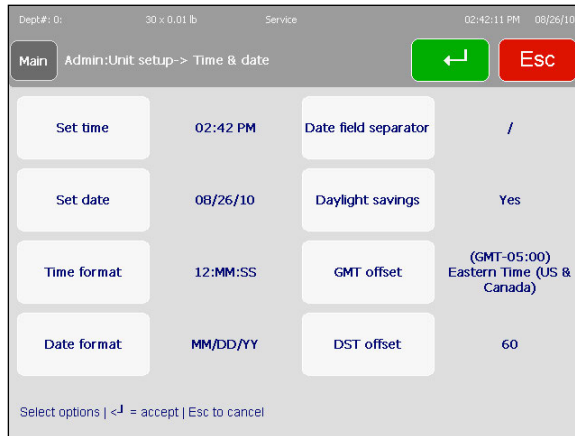 Dept#: 0: 30 x 0.01 lb Service 02:42:11 PM 08/26/10
Main Admin:Unit setup-> Time & date Esc
Set time 02:42 PM Date field separator /
Set date 08/26/10 Daylight savings Yes
Time format 12:MM:SS GMT offset (GMT-05:00)
Eastern Time (US &
Canada)
Date format MM/DD/YY DST offset 60
Select options | <┘ = accept | Esc to cancel